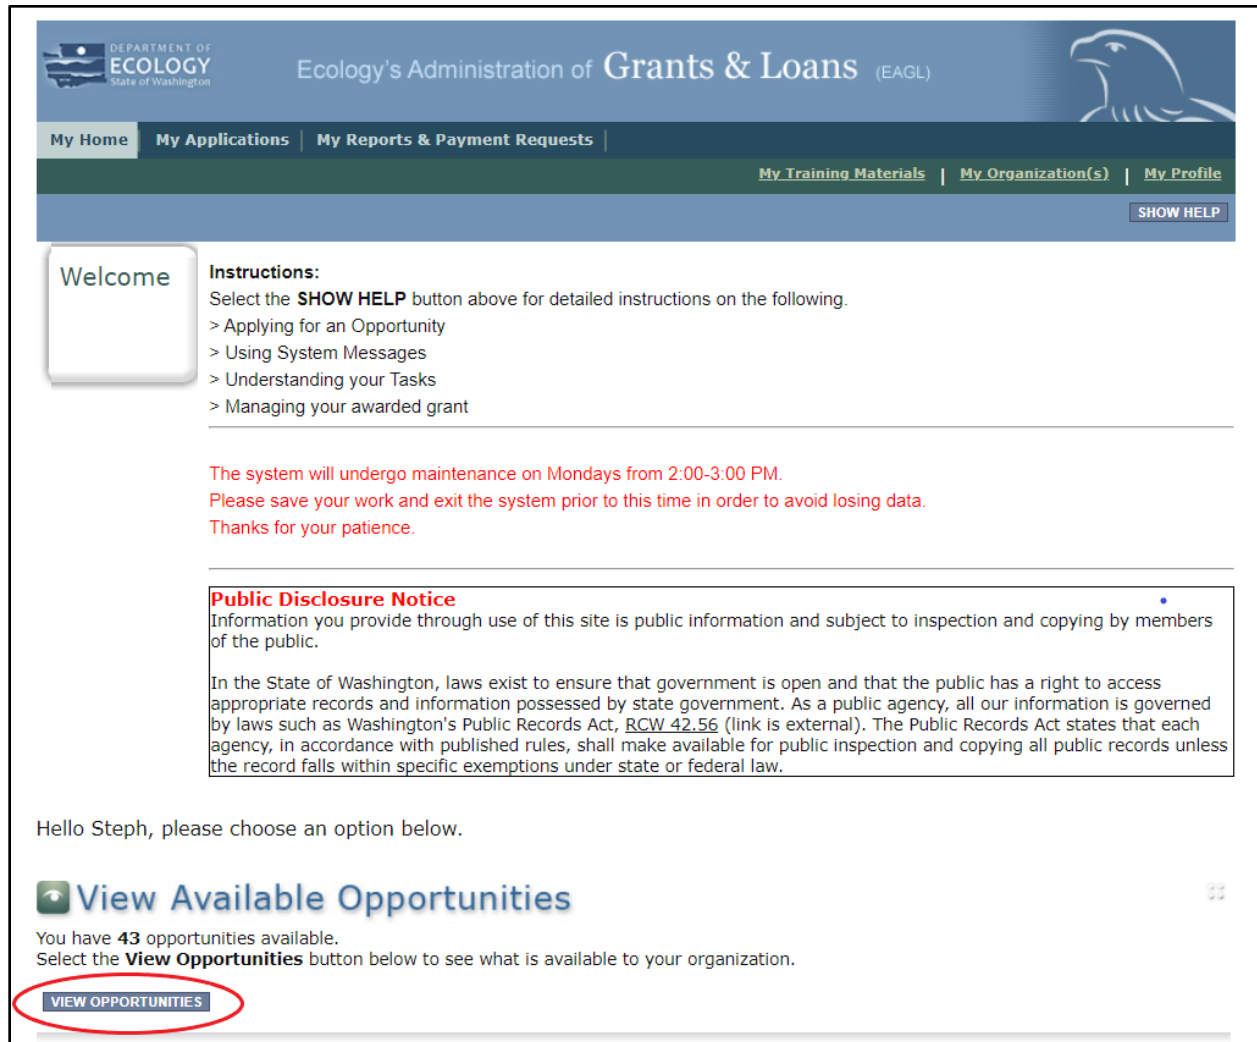 DEPARTMENT OF
ECOLOGY
State of Washington
Ecology's Administration of Grants & Loans (EAGL)
My Home
My Applications
My Reports & Payment Requests
My Training Materials | My Organization(s) | My Profile
SHOW HELP
Welcome
Instructions:
Select the SHOW HELP button above for detailed instructions on the following.
> Applying for an Opportunity
> Using System Messages
> Understanding your Tasks
> Managing your awarded grant
The system will undergo maintenance on Mondays from 2:00-3:00 PM.
Please save your work and exit the system prior to this time in order to avoid losing data.
Thanks for your patience.
Public Disclosure Notice
Information you provide through use of this site is public information and subject to inspection and copying by members
of the public.
In the State of Washington, laws exist to ensure that government is open and that the public has a right to access
appropriate records and information possessed by state government. As a public agency, all our information is governed
by laws such as Washington's Public Records Act, RCW 42.56 (link is external). The Public Records Act states that each
agency, in accordance with published rules, shall make available for public inspection and copying all public records unless
the record falls within specific exemptions under state or federal law.
Hello Steph, please choose an option below.
View Available Opportunities
You have 43 opportunities available.
Select the View Opportunities button below to see what is available to your organization.
VIEW OPPORTUNITIES